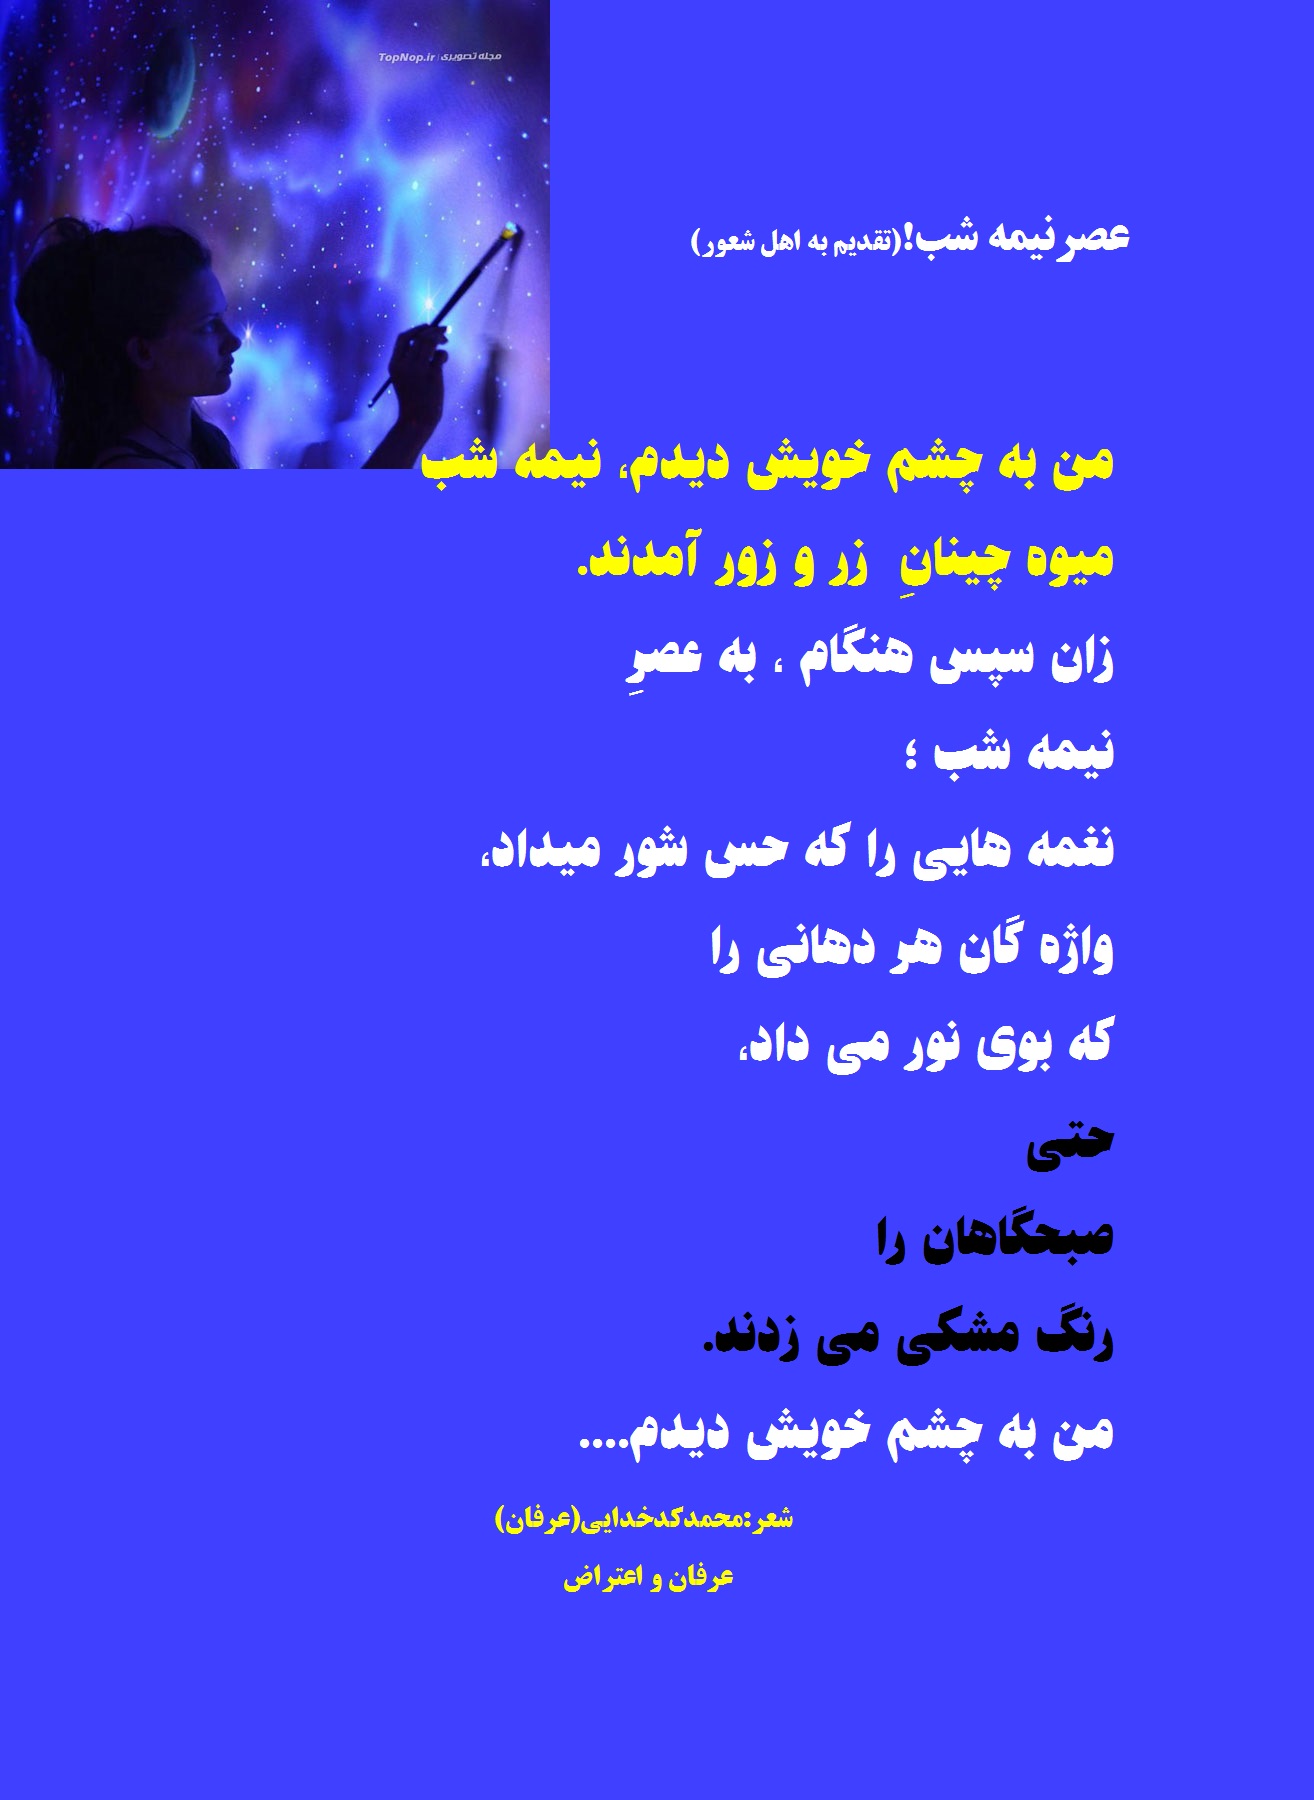 مجله تصویری | TopNop.ir
عصرنیمه شب!(تقدیم به اهل شعور)
من به چشم خویش دیدم، نیمه شب
میوه چینانِ زر و زور آمدند.
زان سپس هنگام ، به عصرِ
نیمه شب ؛
نغمه هایی را که حس شور میداد،
واژه گان هر دهانی را
که بوی نور می داد،
حتی
صبحگاهان را
رنگ مشکی می زدند.
من به چشم خویش دیدم....
شعر:محمدکدخدایی(عرفان)
عرفان و اعتراض